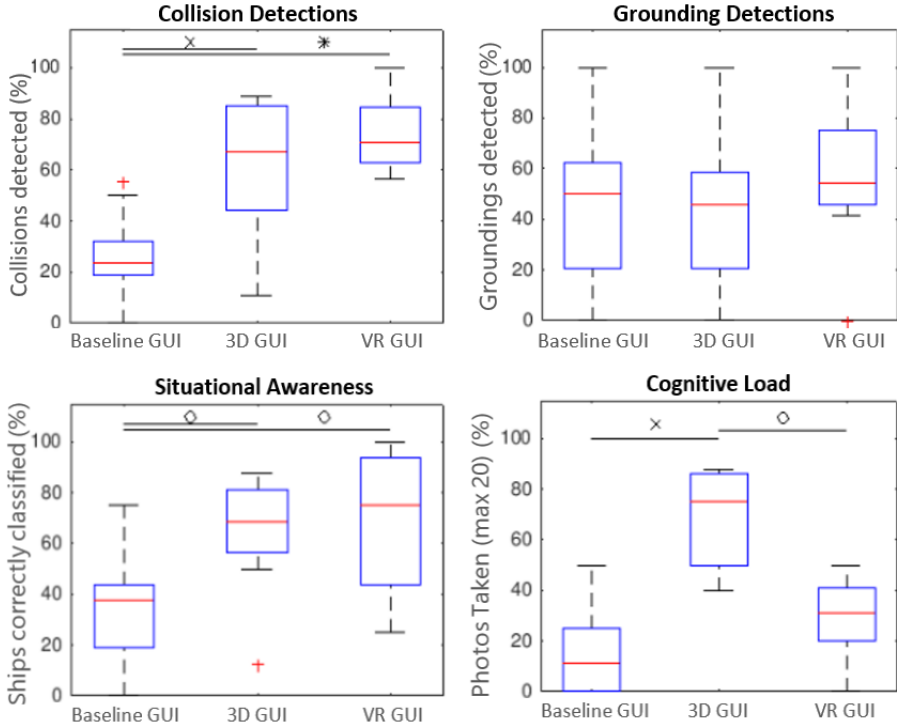 Collision Detections
Collisions detected (%)
100
80
60
40
20
0
Baseline GUI 3D GUI VR GUI
Grounding Detections
Groundings detected (%)
100
80
60
40
20
0
Baseline GUI 3D GUI VR GUI
Situational Awareness
Ships correctly classified (%)
100
80
60
40
20
0
Baseline GUI 3D GUI VR GUI
Cognitive Load
Photos Taken (max 20) (%)
100
80
60
40
20
0
Baseline GUI 3D GUI VR GUI